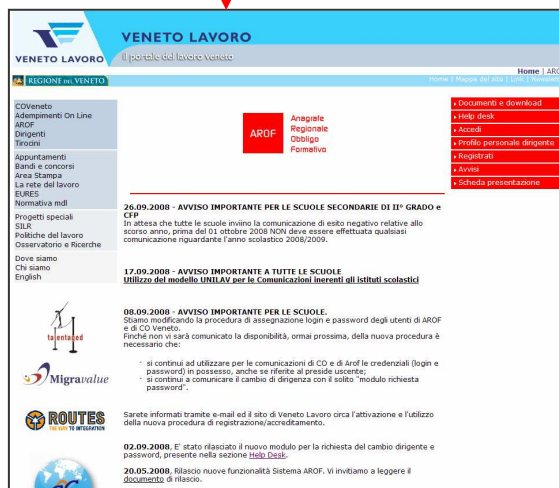 VENETO LAVORO
VENETO LAVORO
il portale del lavoro veneto
Home | ARO
REGIONE DEL VENETO
Home | Mappa del sito | Link | Newslett
COVeneto
Adempimenti On Line
AROF
Dirigenti
Tirocini
Appuntamenti
Bandi e concorsi
Area Stampa
La rete del lavoro
EURES
Normativa mdl
Progetti speciali
SILR
Politiche del lavoro
Osservatorio e Ricerche
Dove siamo
Chi siamo
English
talentaged
Migravalue
ROUTES
THE WAY TO INTEGRATION
AROF
Anagrafe
Regionale
Obbligo
Formativo
26.09.2008 - AVVISO IMPORTANTE PER LE SCUOLE SECONDARIE DI II° GRADO e
CFP
In attesa che tutte le scuole inviino la comunicazione di esito negativo relative allo
scorso anno, prima del 01 ottobre 2008 NON deve essere effettuata qualsiasi
comunicazione riguardante l'anno scolastico 2008/2009.
17.09.2008 - AVVISO IMPORTANTE A TUTTE LE SCUOLE
Utilizzo del modello UNILAV per le Comunicazioni inerenti gli istituti scolastici
08.09.2008 - AVVISO IMPORTANTE PER LE SCUOLE.
Stiamo modificando la procedura di assegnazione login e password degli utenti di AROF
e di CO Veneto.
Finché non vi sarà comunicato la disponibilità, ormai prossima, della nuova procedura è
necessario che:
- si continui ad utilizzare per le comunicazioni di CO e di Arof le credenziali (login e
password) in possesso, anche se riferite al preside uscente;
- si continui a comunicare il cambio di dirigenza con il solito "modulo richiesta
password".
Sarete informati tramite e-mail ed il sito di Veneto Lavoro circa l'attivazione e l'utilizzo
della nuova procedura di registrazione/accreditamento.
02.09.2008, E' stato rilasciato il nuovo modulo per la richiesta del cambio dirigente e
password, presente nella sezione Help Desk.
20.05.2008, Rilascio nuove funzionalità Sistema AROF. Vi invitiamo a leggere il
documento di rilascio.
Documenti e download
Help desk
Accedi
Profilo personale dirigente
Registrati
Avvisi
Scheda presentazione